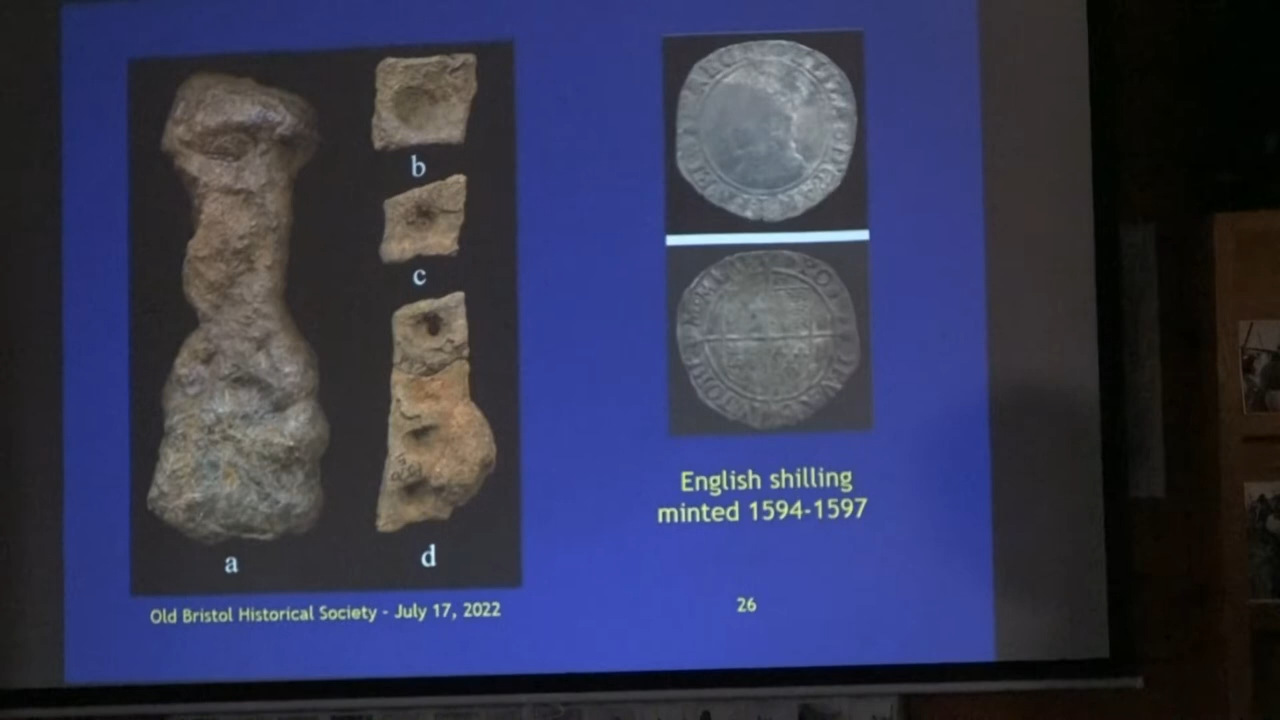 b
c
a
d
English shilling
minted 1594-1597
Old Bristol Historical Society - July 17, 2022
26